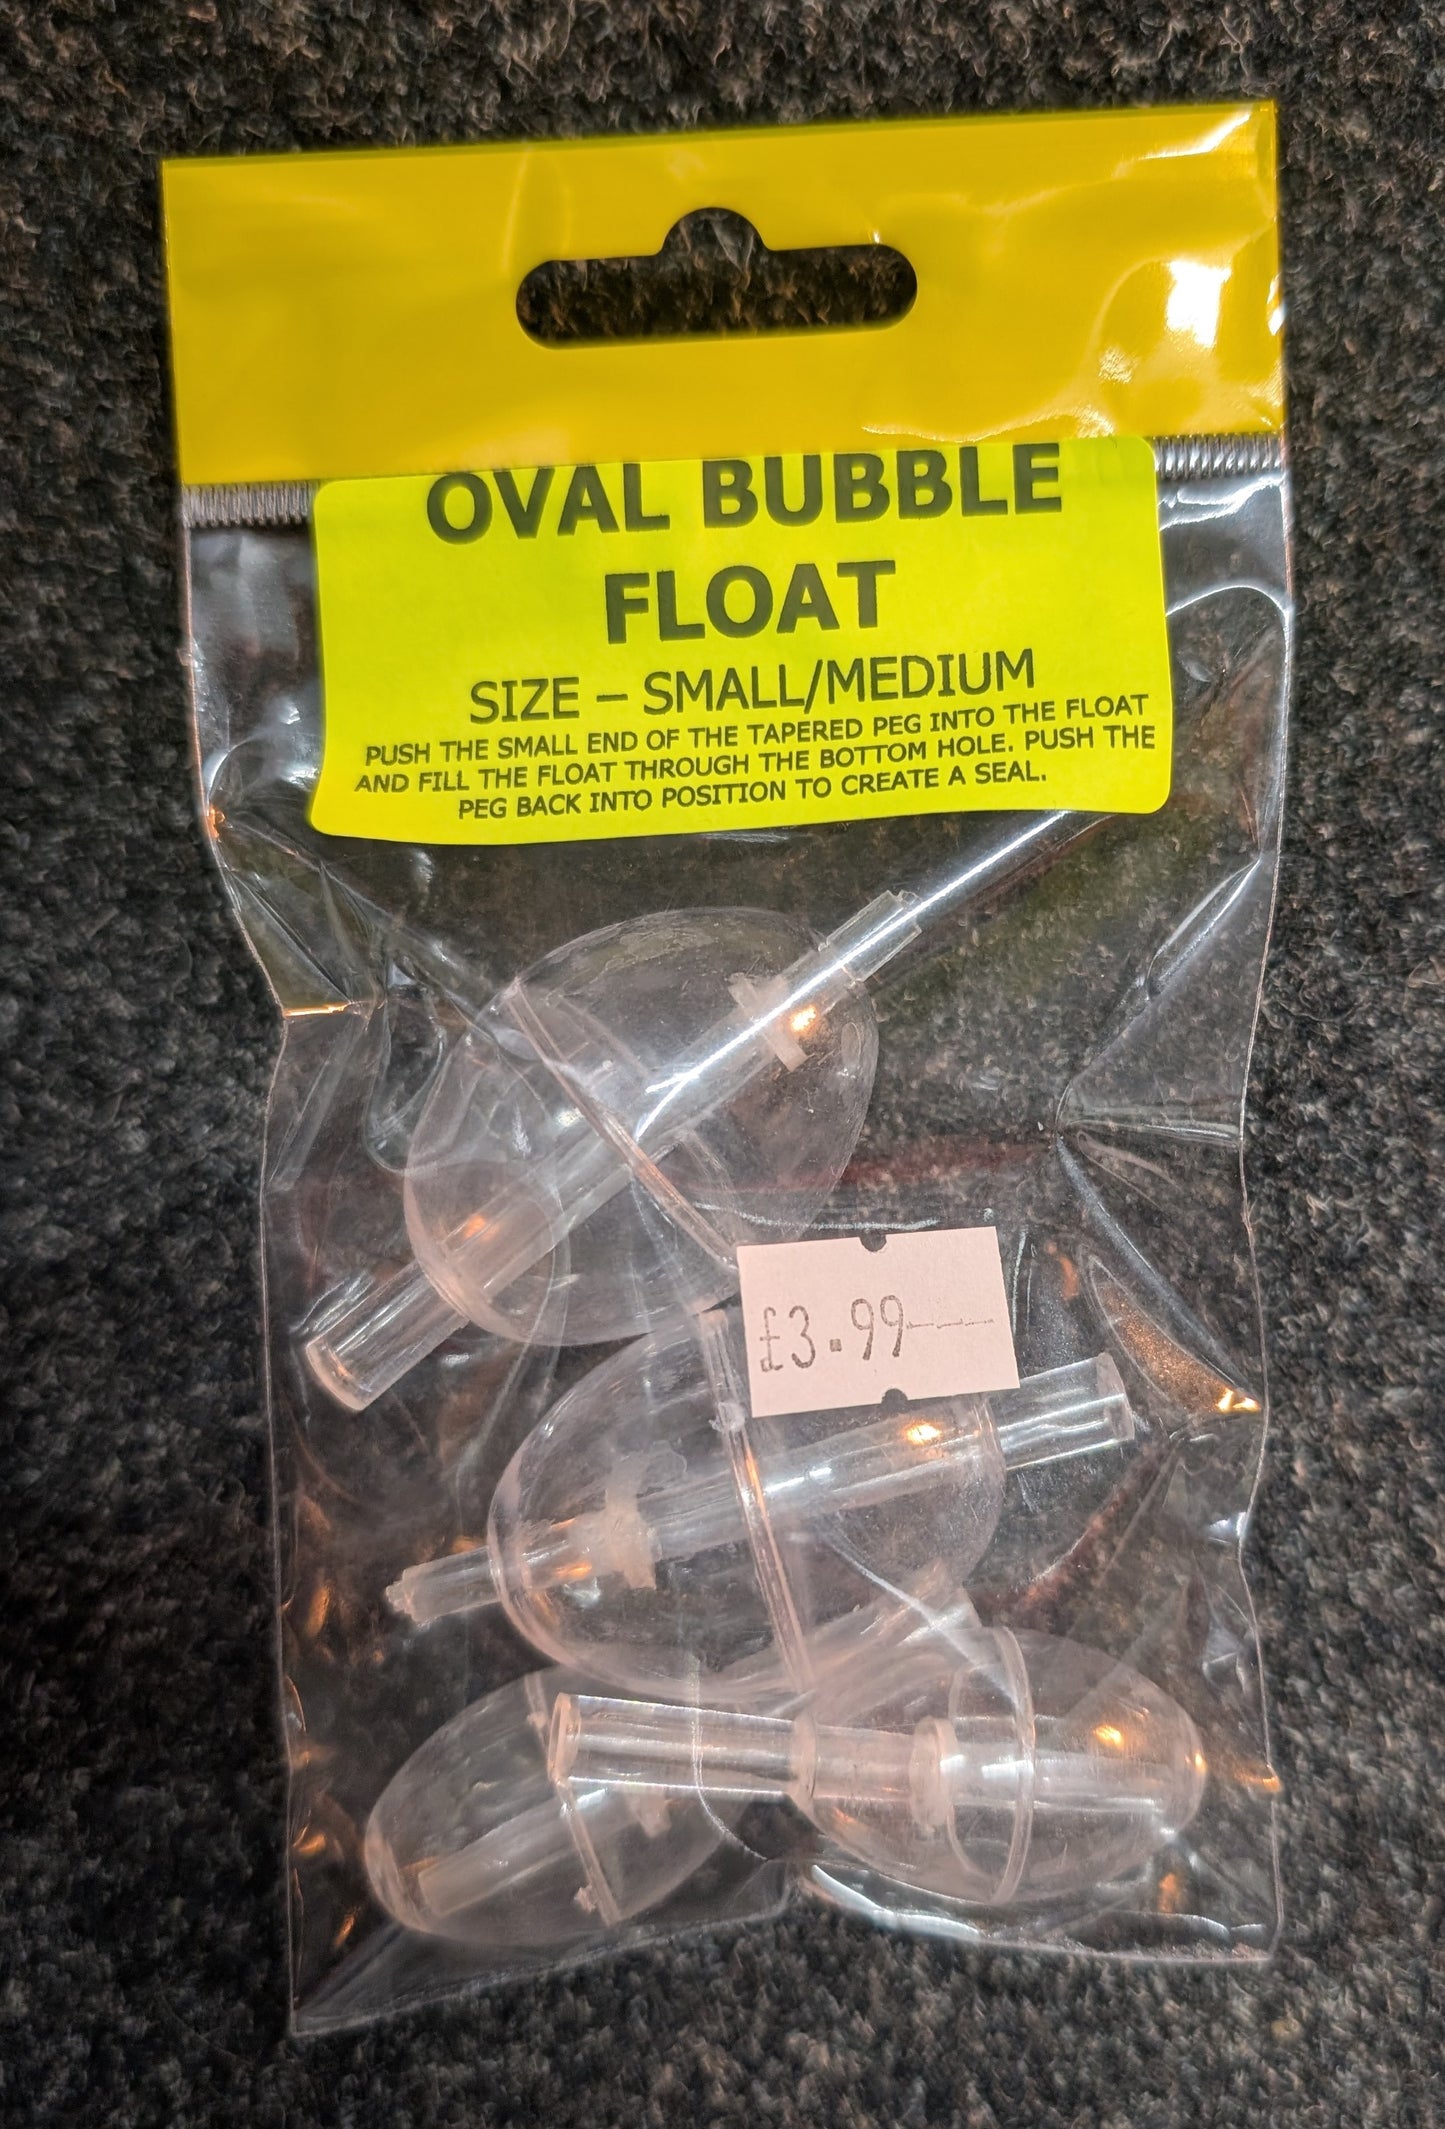 OVAL BUBBLE
FLOAT
SIZE – SMALL/MEDIUM
PUSH THE SMALL END OF THE TAPERED PEG INTO THE FLOAT
AND FILL THE FLOAT THROUGH THE BOTTOM HOLE. PUSH THE
PEG BACK INTO POSITION TO CREATE A SEAL.
£3.99